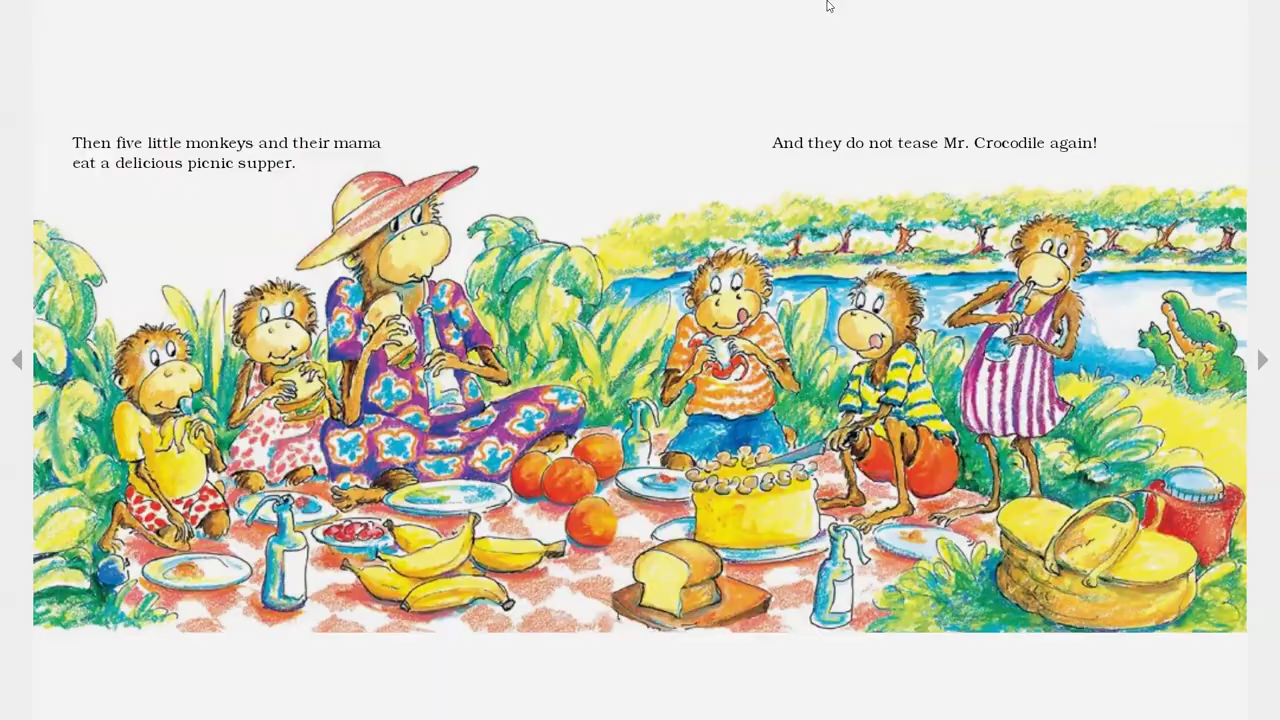 Then five little monkeys and their mama
eat a delicious picnic supper.
And they do not tease Mr. Crocodile again!